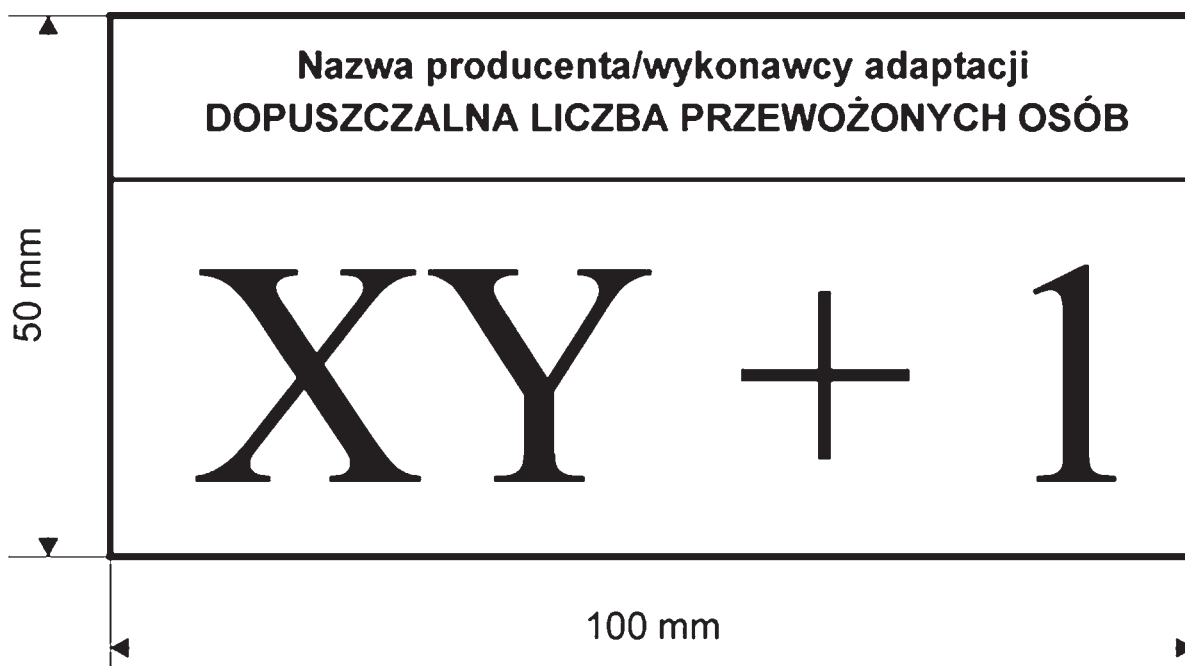 Nazwa producenta/wykonawcy adaptacji
DOPUSZCZALNA LICZBA PRZEWOŻONYCH OSÓB
XY + 1
50 mm
100 mm